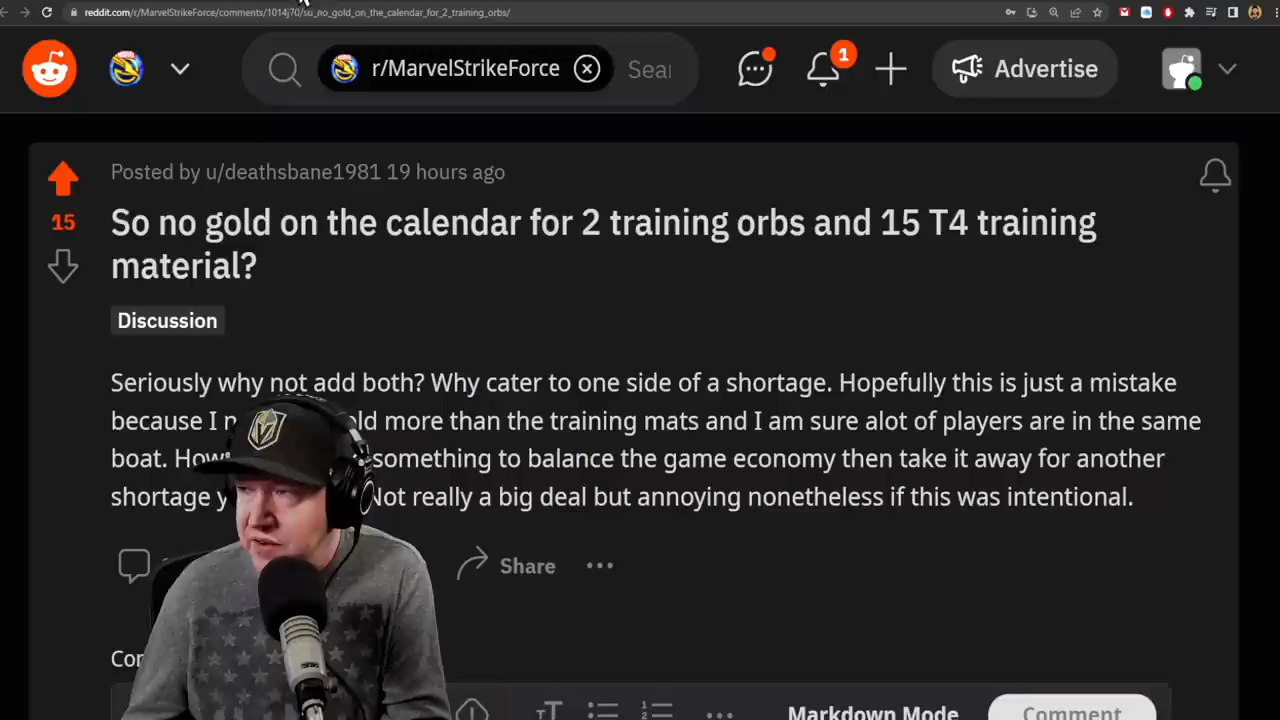 reddit.com/r/MarvelStrikeForce/comments/1014j70/so_no_gold_on_the_calendar_for_2_training_orbs/
r/MarvelStrikeForce
Sear
1
Advertise
Posted by u/deathsbane1981 19 hours ago
15
So no gold on the calendar for 2 training orbs and 15 T4 training
material?
Discussion
Seriously why not add both? Why cater to one side of a shortage. Hopefully this is just a mistake
because I more than the training mats and I am sure alot of players are in the same
boat. something to balance the game economy then take it away for another
shortage Not really a big deal but annoying nonetheless if this was intentional.
Share
Markdown Mode
Comment